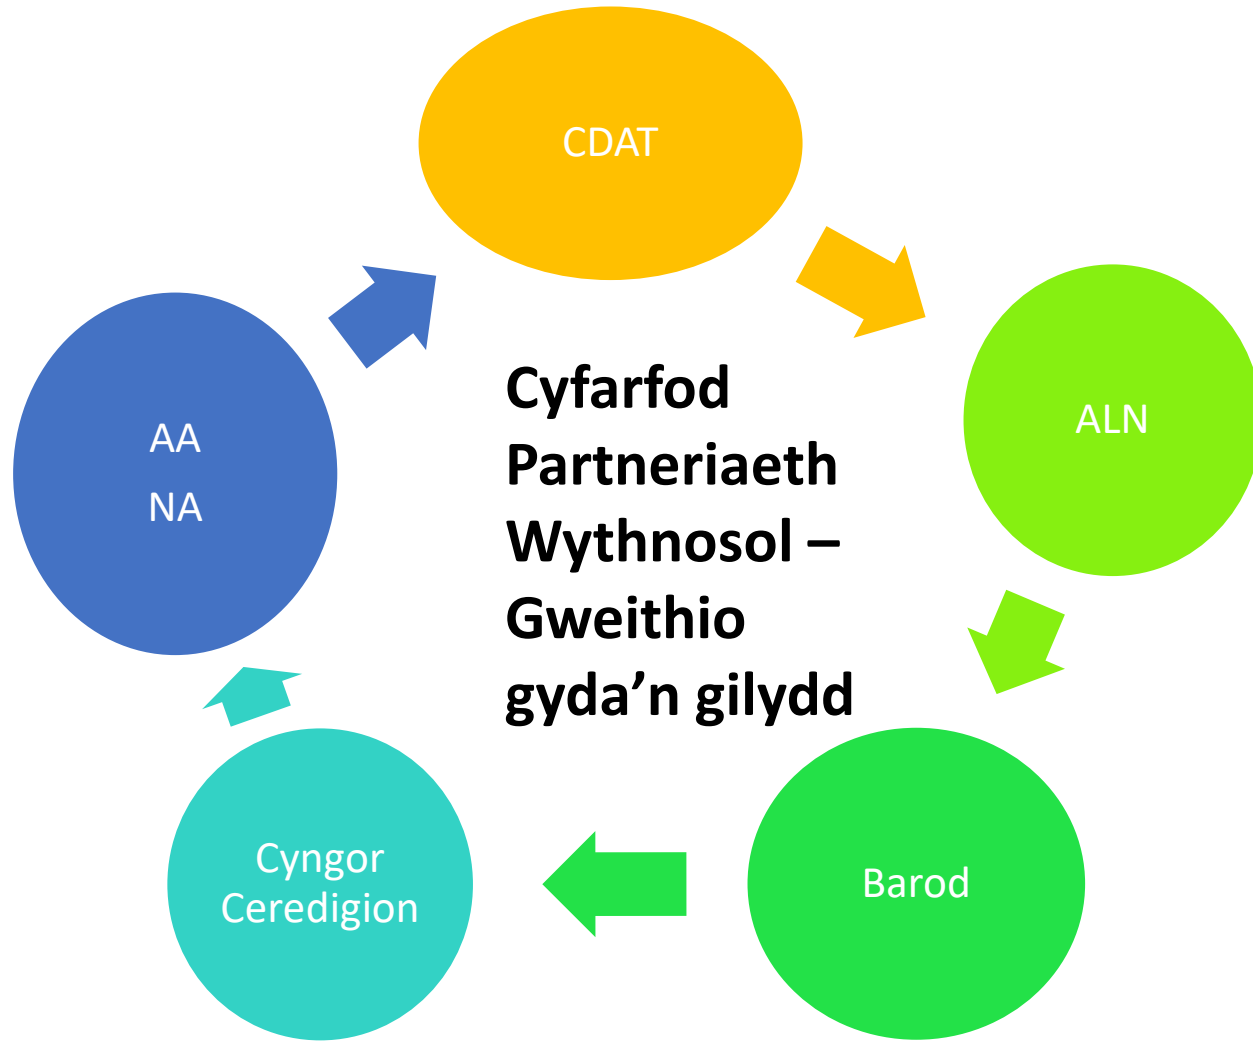 CDAT
ALN
Barod
Cyngor
Ceredigion
AA
NA
Cyfarfod
Partneriaeth
Wythnosol –
Gweithio
gyda’n gilydd